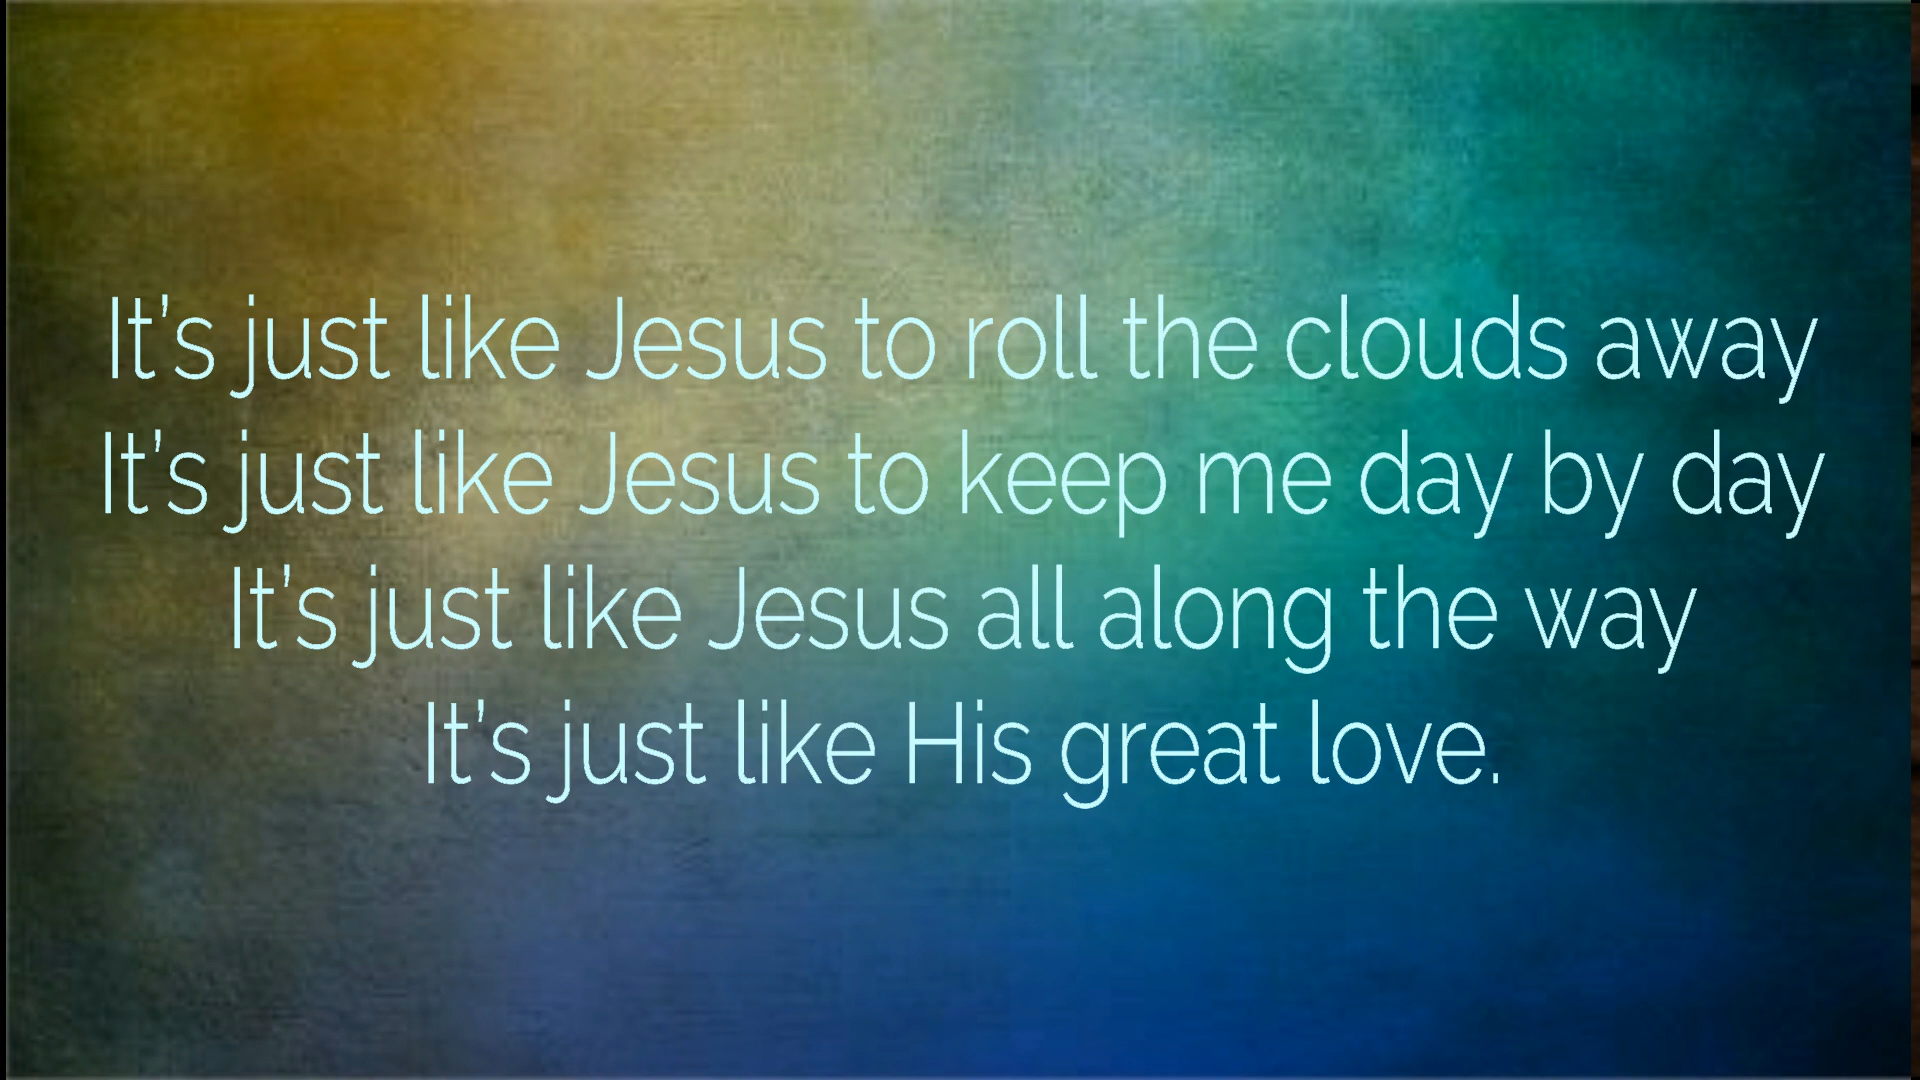 It’s just like Jesus to roll the clouds away
It’s just like Jesus to keep me day by day
It’s just like Jesus all along the way
It’s just like His great love.